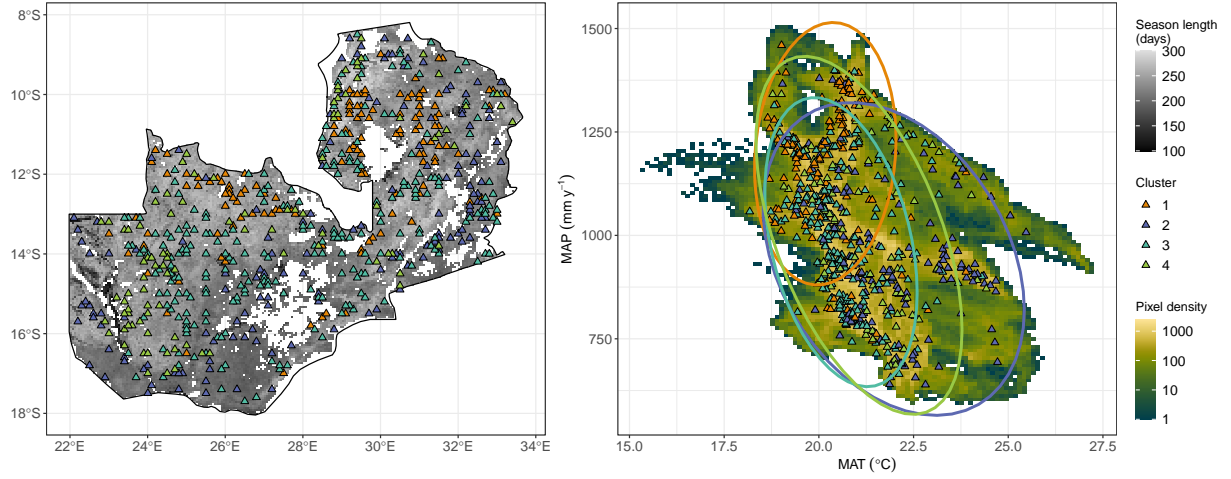 8°S
10°S
12°S
14°S
16°S
18°S
22°E 24°E 26°E 28°E 30°E 32°E 34°E
MAP (mm y⁻¹)
1500
1250
1000
750
15.0 17.5 20.0 22.5 25.0 27.5
MAT (°C)
Season length
(days)
300
250
200
150
100
Cluster
1
2
3
4
Pixel density
1000
100
10
1